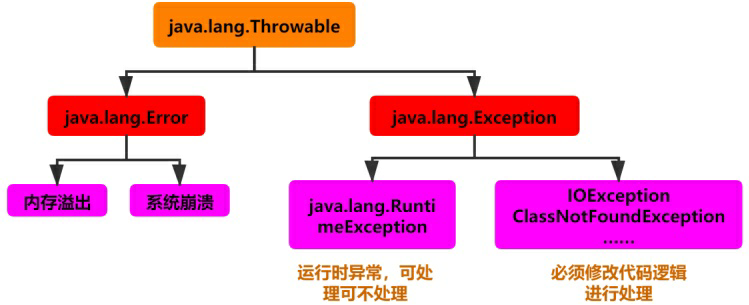 java.lang.Throwable
java.lang.Error
java.lang.Exception
内存溢出
系统崩溃
java.lang.Runti
meException
IOException
ClassNotFoundException
......
运行时异常，可处
理可不处理
必须修改代码逻辑
进行处理